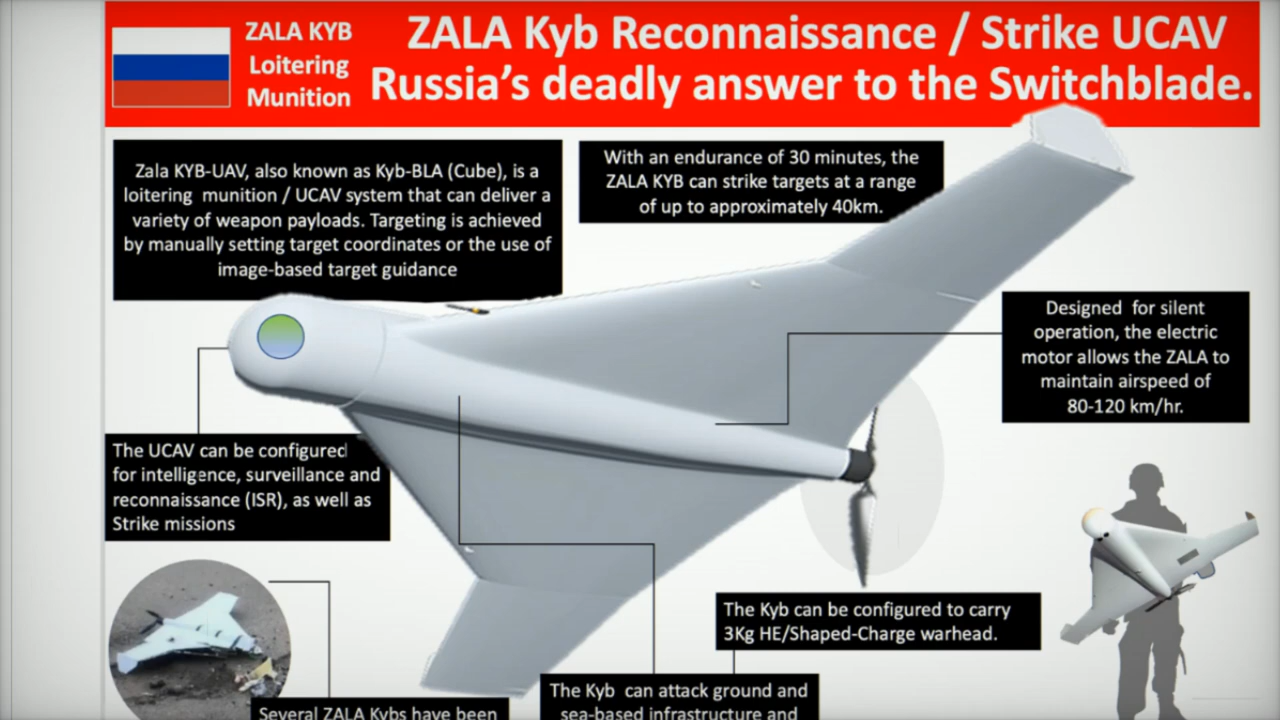 ZALA KYB
Loitering
Munition
ZALA Kyb Reconnaissance / Strike UCAV
Russia's deadly answer to the Switchblade.
Zala KYB-UAV, also known as Kyb-BLA (Cube), is a
loitering munition / UCAV system that can deliver a
variety of weapon payloads. Targeting is achieved
by manually setting target coordinates or the use of
image-based target guidance
With an endurance of 30 minutes, the
ZALA KYB can strike targets at a range
of up to approximately 40km.
Designed for silent
operation, the electric
motor allows the ZALA to
maintain airspeed of
80-120 km/hr.
The UCAV can be configured
for intelligence, surveillance and
reconnaissance (ISR), as well as
Strike missions
The Kyb can be configured to carry
3Kg HE/Shaped-Charge warhead.
The Kyb can attack ground and
sea-based infrastructure and
Several ZALA Kybs have been